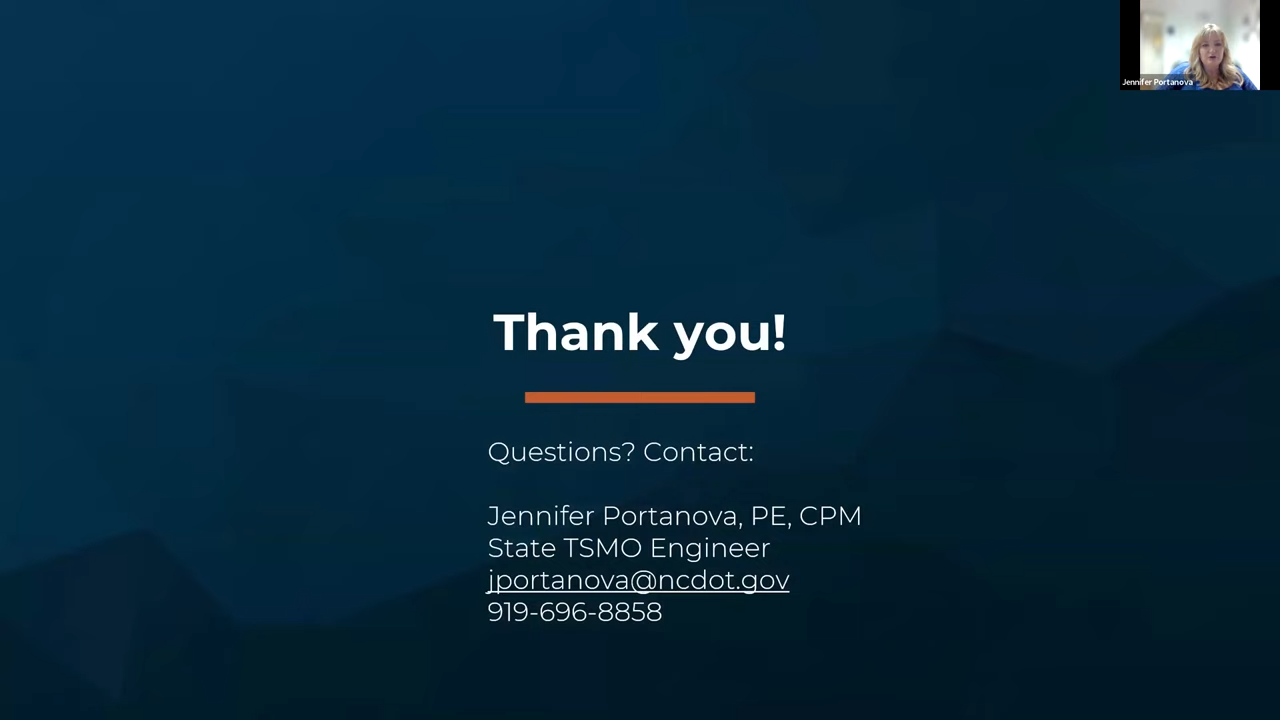 Jennifer Portanova
Thank you!
Questions? Contact:
Jennifer Portanova, PE, CPM
State TSMO Engineer
jportanova@ncdot.gov
919-696-8858